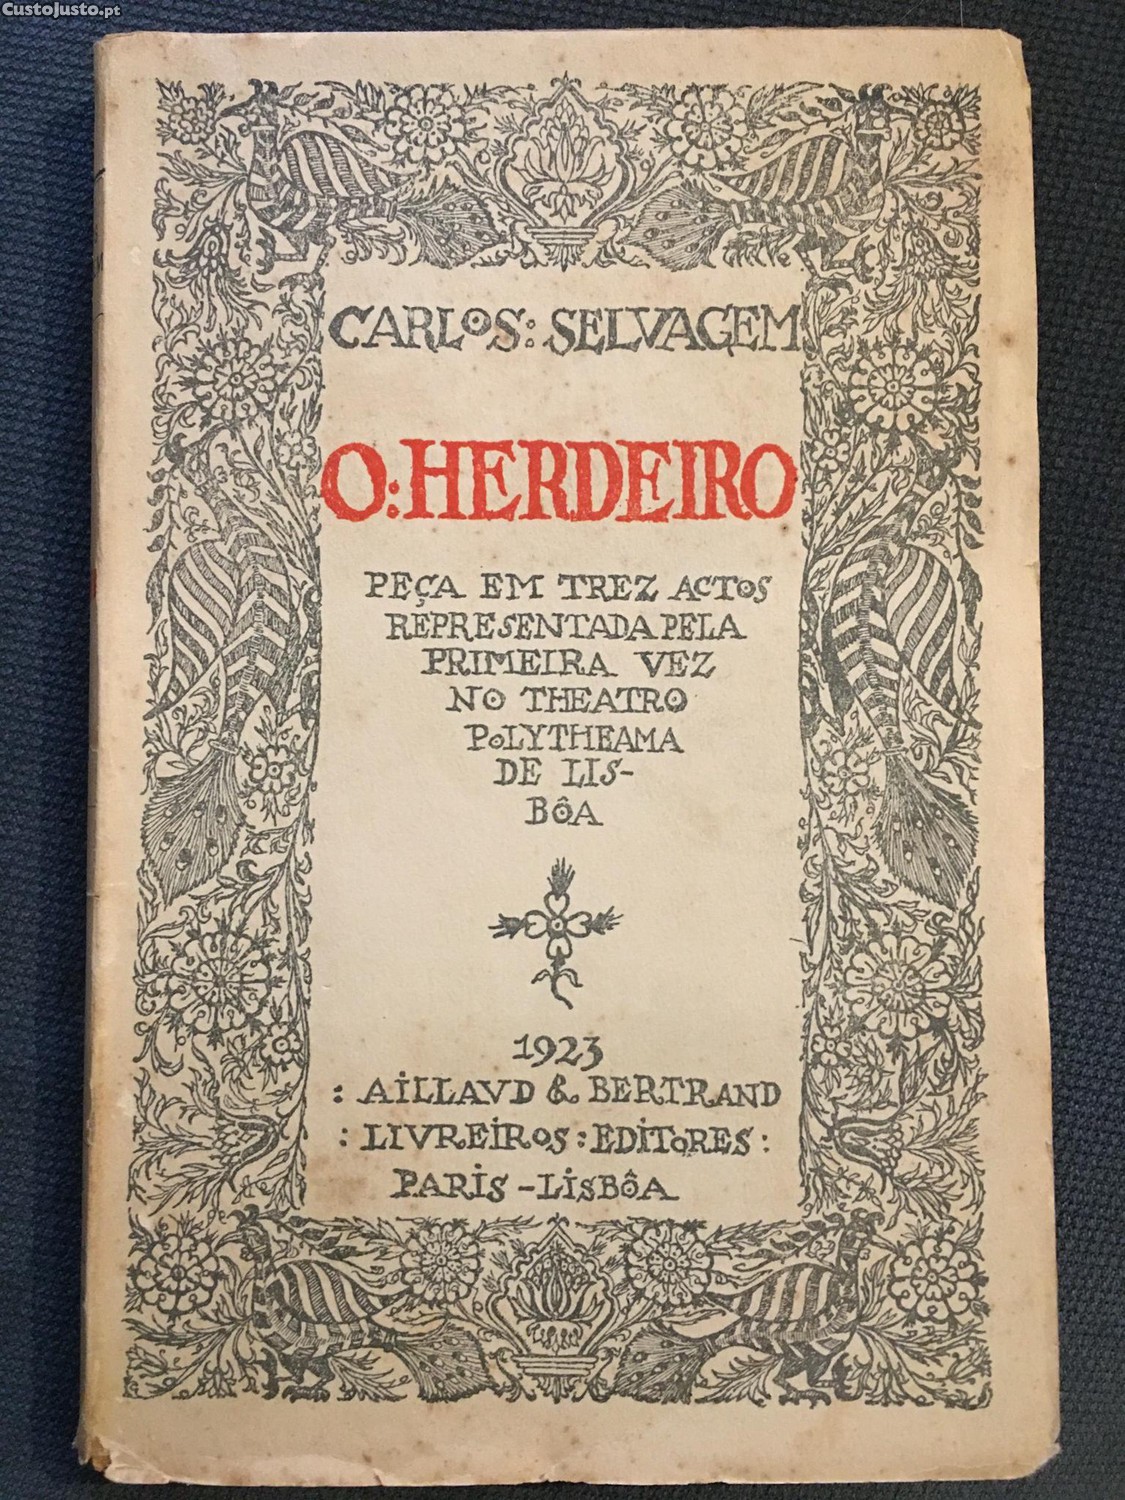 CustoJusto.pt
CARLOS: SELVAGEM
O:HERDEIRO
PEÇA EM TREZ ACTOS
REPRESENTADA PELA
PRIMEIRA VEZ
NO THEATRO
POLYTHEAMA
DE LIS-
BÔA
1923
: AILLAVD & BERTRAND
: LIVREIROS : EDITORES :
PARIS - LISBÔA